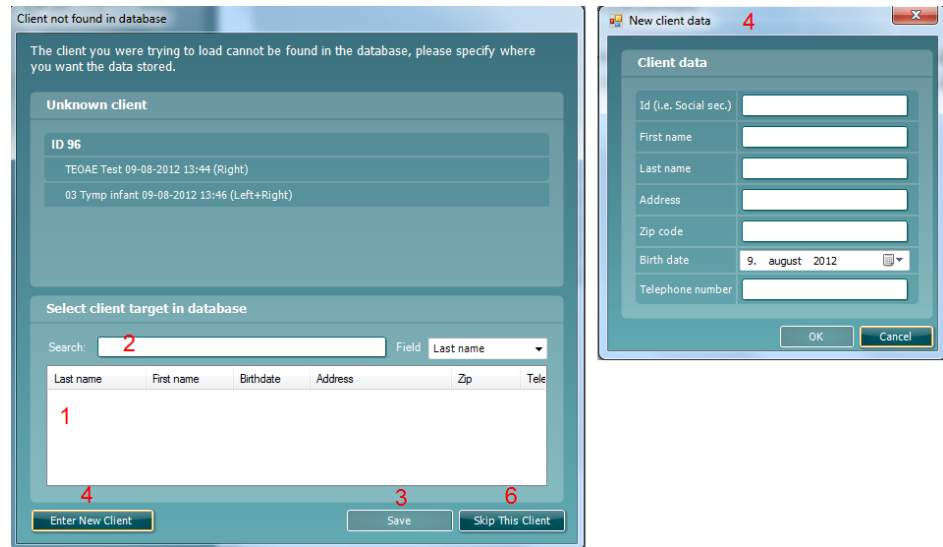 Client not found in database
The client you were trying to load cannot be found in the database, please specify where
you want the data stored.
Unknown client
ID 96
TEOAE Test 09-08-2012 13:44 (Right)
03 Tymp infant 09-08-2012 13:46 (Left+Right)
Select client target in database
Search: 2 Field Last name
Last name First name Birthdate Address Zip Tele
1
4 3 6
Enter New Client Save Skip This Client
New client data 4
Client data
Id (i.e. Social sec.)
First name
Last name
Address
Zip code
Birth date 9. august 2012
Telephone number
OK Cancel